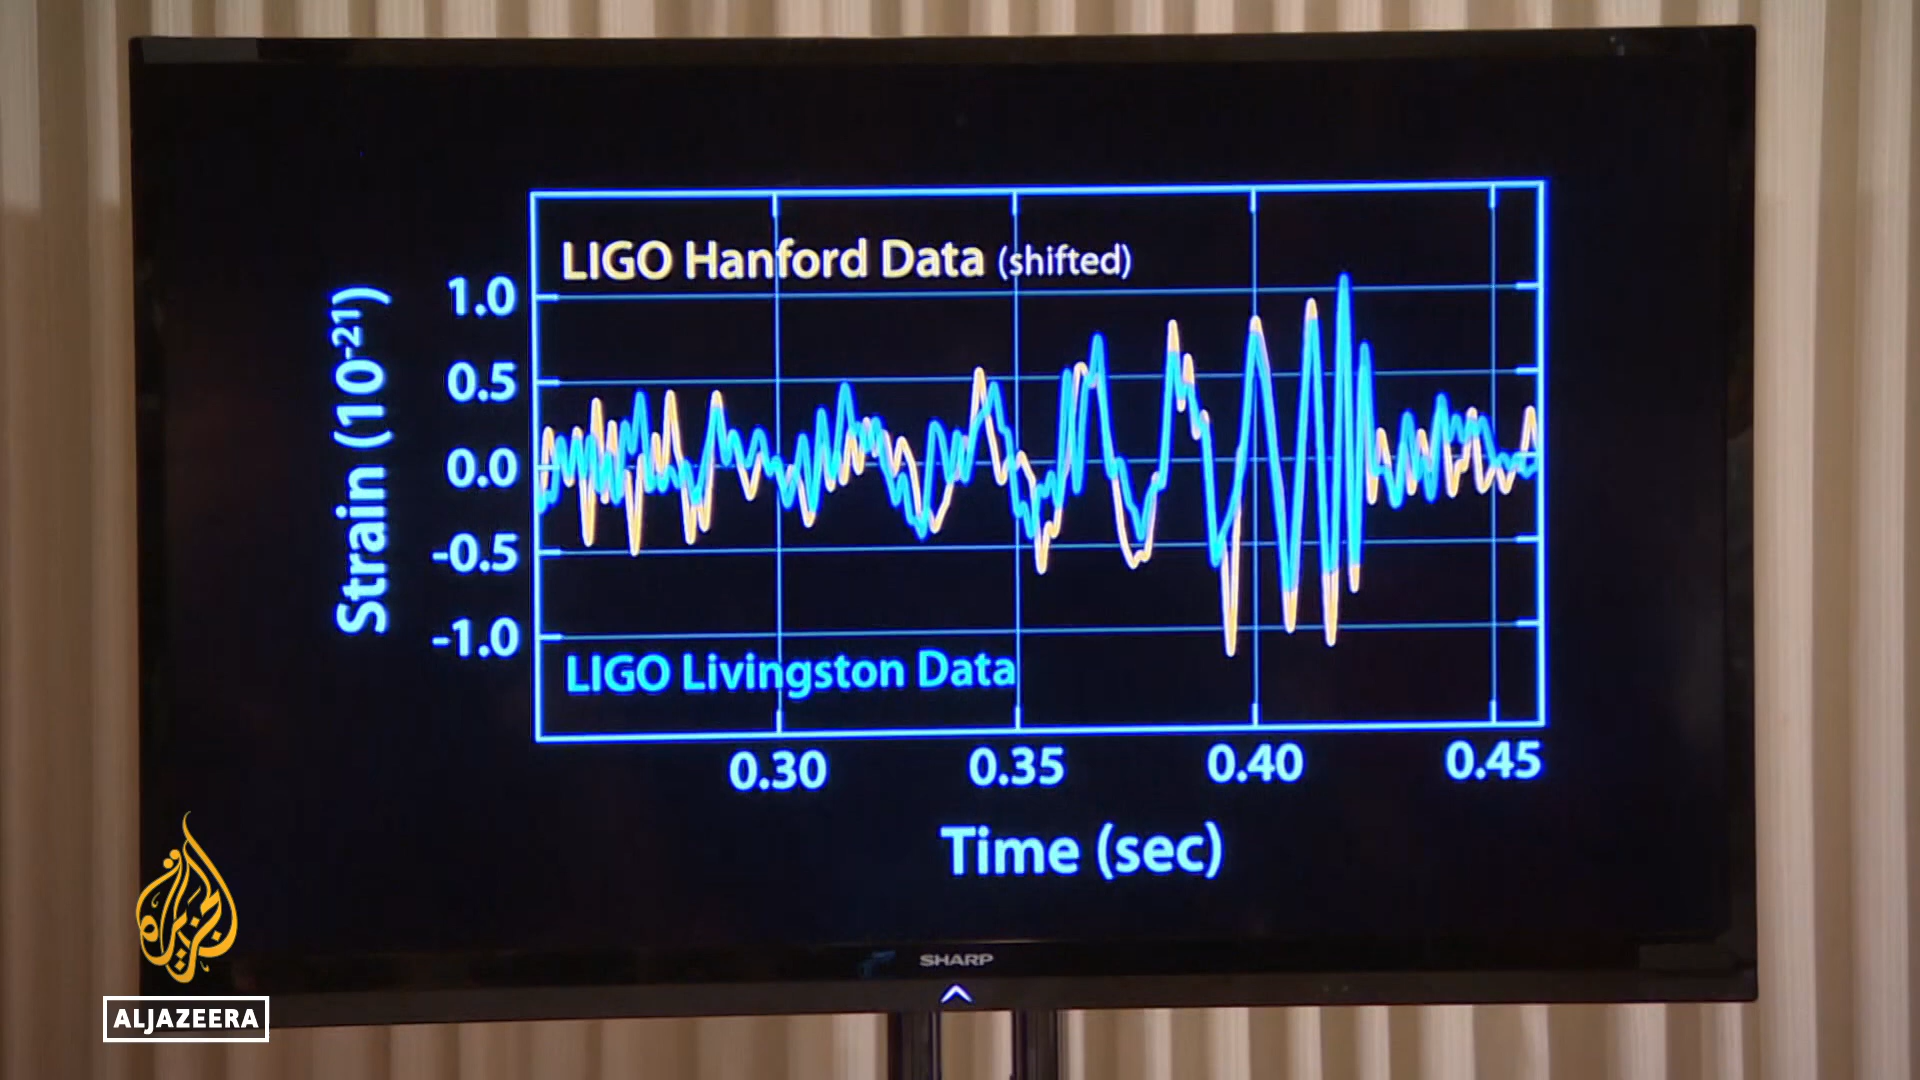 LIGO Hanford Data (shifted)
Strain (10⁻²¹)
1.0
0.5
0.0
-0.5
-1.0
LIGO Livingston Data
0.30 0.35 0.40 0.45
Time (sec)
SHARP
الجزيرة
ALJAZEERA